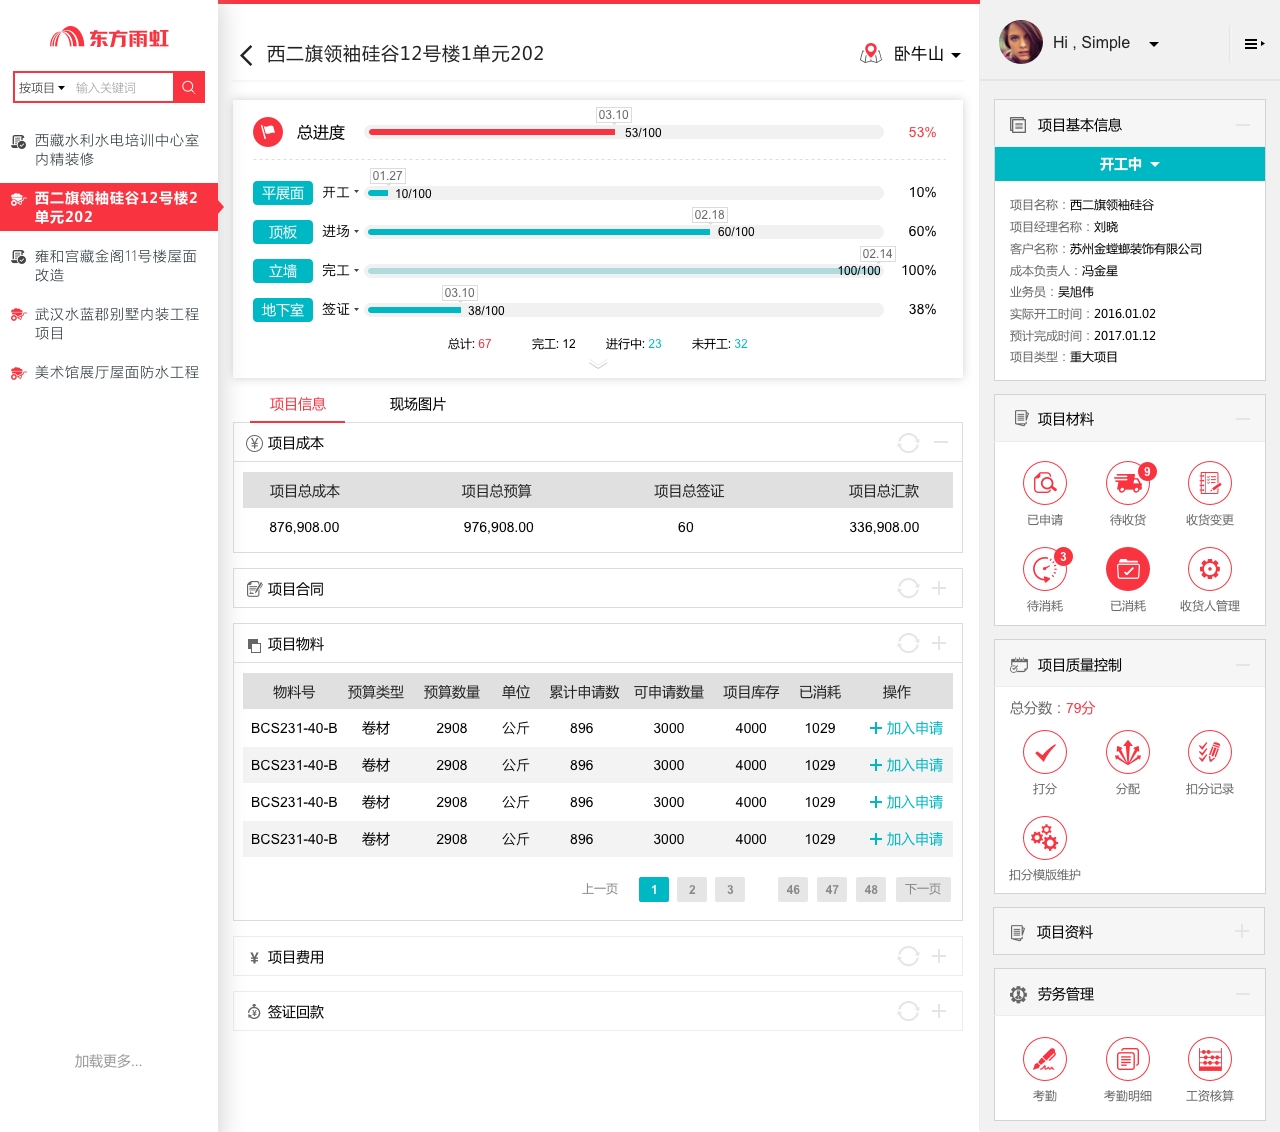 东方雨虹
按项目
输入关键词
西藏水利水电培训中心室
内精装修
西二旗领袖硅谷12号楼2
单元202
雍和宫藏金阁11号楼屋面
改造
武汉水蓝郡别墅内装工程
项目
美术馆展厅屋面防水工程
加载更多...
西二旗领袖硅谷12号楼1单元202
卧牛山
总进度
03.10
53/100
53%
平展面
开工
01.27
10/100
10%
顶板
进场
02.18
60/100
60%
立墙
完工
02.14
100/100
100%
地下室
签证
03.10
38/100
38%
总计: 67
完工: 12
进行中: 23
未开工: 32
项目信息
现场图片
项目成本
项目总成本 项目总预算 项目总签证 项目总汇款
876,908.00 976,908.00 60 336,908.00
项目合同
项目物料
物料号 预算类型 预算数量 单位 累计申请数 可申请数量 项目库存 已消耗 操作
BCS231-40-B 卷材 2908 公斤 896 3000 4000 1029 加入申请
BCS231-40-B 卷材 2908 公斤 896 3000 4000 1029 加入申请
BCS231-40-B 卷材 2908 公斤 896 3000 4000 1029 加入申请
BCS231-40-B 卷材 2908 公斤 896 3000 4000 1029 加入申请
上一页 1 2 3 46 47 48 下一页
¥ 项目费用
签证回款
Hi , Simple
项目基本信息
开工中
项目名称：西二旗领袖硅谷
项目经理名称：刘晓
客户名称：苏州金螳螂装饰有限公司
成本负责人：冯金星
业务员：吴旭伟
实际开工时间：2016.01.02
预计完成时间：2017.01.12
项目类型：重大项目
项目材料
9
已申请 待收货 收货变更
3
待消耗 已消耗 收货人管理
项目质量控制
总分数：79分
打分 分配 扣分记录
扣分模版维护
项目资料
劳务管理
考勤 考勤明细 工资核算